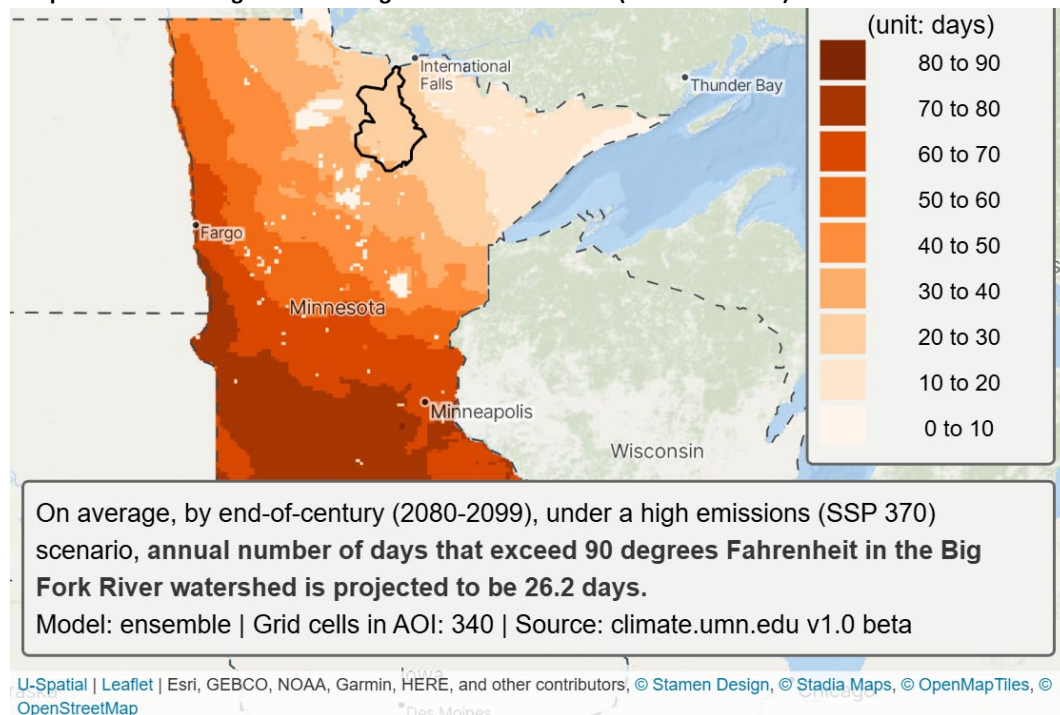 (unit: days)
80 to 90
70 to 80
60 to 70
50 to 60
40 to 50
30 to 40
20 to 30
10 to 20
0 to 10
International
Falls
Thunder Bay
Fargo
Minnesota
Minneapolis
Wisconsin
On average, by end-of-century (2080-2099), under a high emissions (SSP 370)
scenario, annual number of days that exceed 90 degrees Fahrenheit in the Big
Fork River watershed is projected to be 26.2 days.
Model: ensemble | Grid cells in AOI: 340 | Source: climate.umn.edu v1.0 beta
Iowa
Chicago
U-Spatial | Leaflet | Esri, GEBCO, NOAA, Garmin, HERE, and other contributors, © Stamen Design, © Stadia Maps, © OpenMapTiles, ©
OpenStreetMap
Des Moines